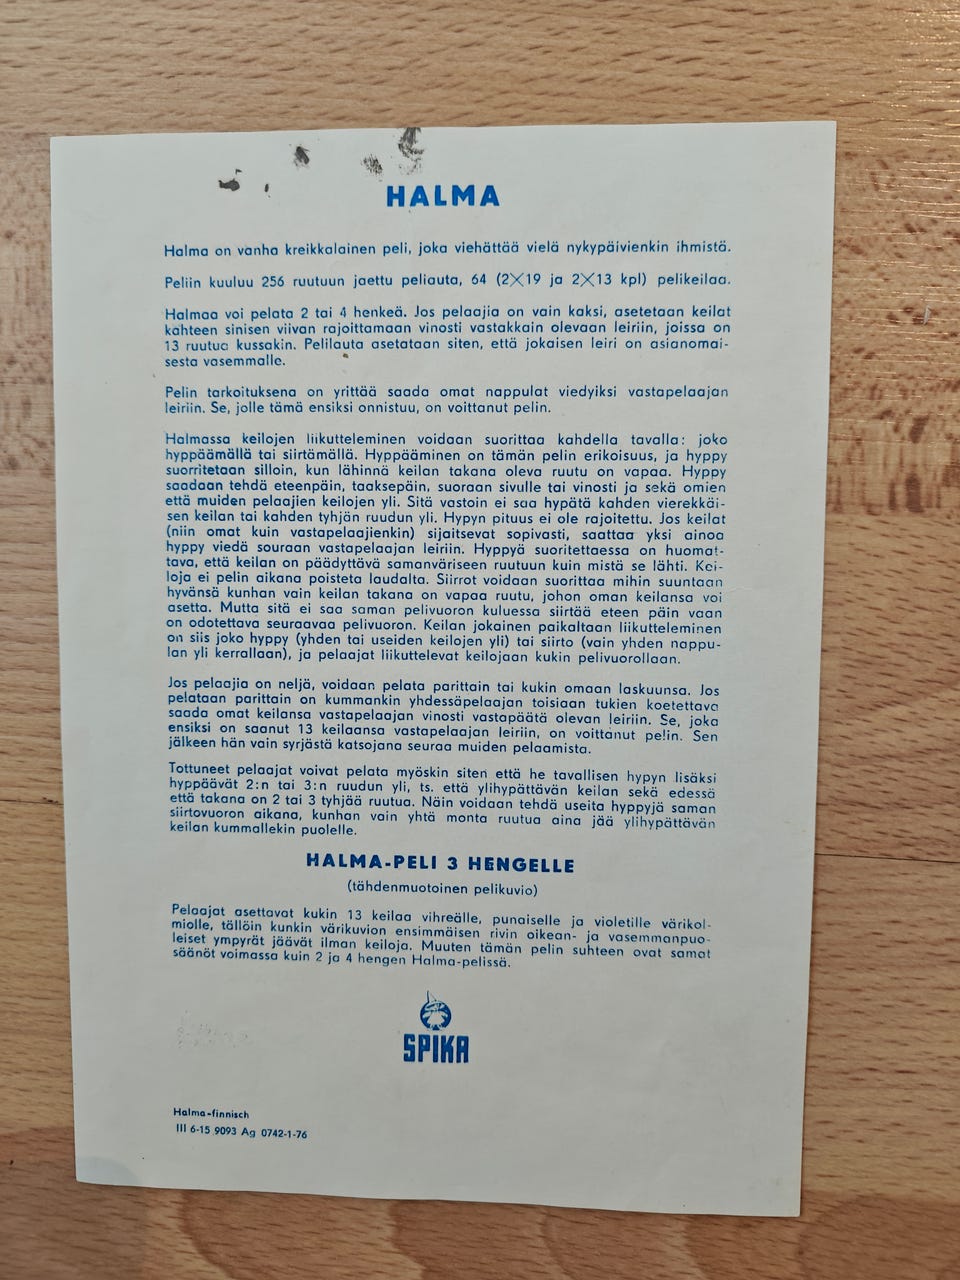 HALMA
Halma on vanha kreikkalainen peli, joka viehättää vielä nykypäivienkin ihmistä.
Peliin kuuluu 256 ruutuun jaettu peliauta, 64 (2X19 ja 2X13 kpl) pelikeilaa.
Halmaa voi pelata 2 tai 4 henkeä. Jos pelaajia on vain kaksi, asetetaan keilat
kahteen sinisen viivan rajoittamaan vinosti vastakkain olevaan leiriin, joissa on
13 ruutua kussakin. Pelilauta asetataan siten, että jokaisen leiri on asianomai-
sesta vasemmalle.
Pelin tarkoituksena on yrittää saada omat nappulat viedyiksi vastapelaajan
leiriin. Se, jolle tämä ensiksi onnistuu, on voittanut pelin.
Halmassa keilojen liikutteleminen voidaan suorittaa kahdella tavalla: joko
hyppäämällä tai siirtämällä. Hyppääminen on tämän pelin erikoisuus, ja hyppy
suorritetaan silloin, kun lähinnä keilan takana oleva ruutu on vapaa. Hyppy
saadaan tehdä eteenpäin, taaksepäin, suoraan sivulle tai vinosti ja sekä omien
että muiden pelaajien keilojen yli. Sitä vastoin ei saa hypätä kahden vierekkäi-
sen keilan tai kahden tyhjän ruudun yli. Hypyn pituus ei ole rajoitettu. Jos keilat
(niin omat kuin vastapelaajienkin) sijaitsevat sopivasti, saattaa yksi ainoa
hyppy viedä souraan vastapelaajan leiriin. Hyppyä suoritettaessa on huomat-
tava, että keilan on päädyttävä samanväriseen ruutuun kuin mistä se lähti. Kei-
loja ei pelin aikana poisteta laudalta. Siirrot voidaan suorittaa mihin suuntaan
hyvänsä kunhan vain keilan takana on vapaa ruutu, johon oman keilansa voi
asetta. Mutta sitä ei saa saman pelivuoron kuluessa siirtää eteen päin vaan
on odotettava seuraavaa pelivuoron. Keilan jokainen paikaltaan liikutteleminen
on siis joko hyppy (yhden tai useiden keilojen yli) tai siirto (vain yhden nappu-
lan yli kerrallaan), ja pelaajat liikuttelevat keilojaan kukin pelivuorollaan.
Jos pelaajia on neljä, voidaan pelata parittain tai kukin omaan laskuunsa. Jos
pelataan parittain on kummankin yhdessäpelaajan toisiaan tukien koetettava
saada omat keilansa vastapelaajan vinosti vastapäätä olevan leiriin. Se, joka
ensiksi on saanut 13 keilaansa vastapelaajan leiriin, on voittanut pelin. Sen
jälkeen hän vain syrjästä katsojana seuraa muiden pelaamista.
Tottuneet pelaajat voivat pelata myöskin siten että he tavallisen hypyn lisäksi
hyppäävät 2:n tai 3:n ruudun yli, ts. että ylihypättävän keilan sekä edessä
että takana on 2 tai 3 tyhjää ruutua. Näin voidaan tehdä useita hyppyjä saman
siirtovuoron aikana, kunhan vain yhtä monta ruutua aina jää ylihypättävän
keilan kummallekin puolelle.
HALMA-PELI 3 HENGELLE
(tähdenmuotoinen pelikuvio)
Pelaajat asettavat kukin 13 keilaa vihreälle, punaiselle ja violetille värikol-
miolle, tällöin kunkin värikuvion ensimmäisen rivin oikean- ja vasemmanpuo-
leiset ympyrät jäävät ilman keiloja. Muuten tämän pelin suhteen ovat samat
säänöt voimassa kuin 2 ja 4 hengen Halma-pelissä.
SPIKA
Halma-finnisch
III 6-15 9093 Ag 0742-1-76